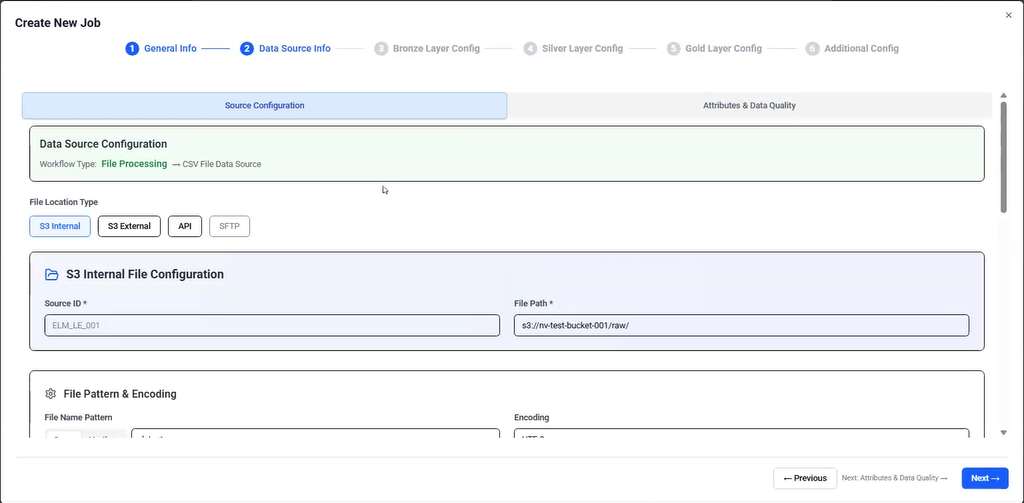 Create New Job
×
1 General Info
2 Data Source Info
3 Bronze Layer Config
4 Silver Layer Config
5 Gold Layer Config
6 Additional Config
Source Configuration
Attributes & Data Quality
Data Source Configuration
Workflow Type: File Processing → CSV File Data Source
File Location Type
S3 Internal
S3 External
API
SFTP
S3 Internal File Configuration
Source ID *
File Path *
ELM_LE_001
s3://nv-test-bucket-001/raw/
File Pattern & Encoding
File Name Pattern
Encoding
← Previous
Next: Attributes & Data Quality →
Next →